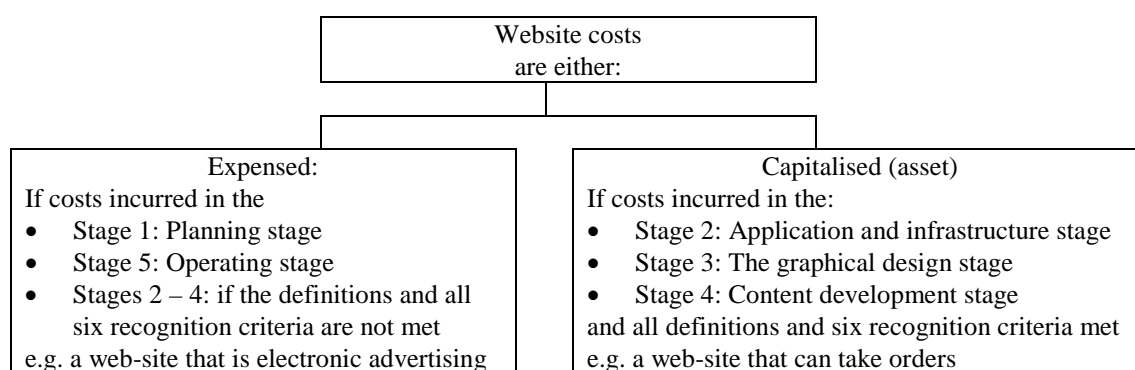 Website costs
are either:
Expensed:
If costs incurred in the
• Stage 1: Planning stage
• Stage 5: Operating stage
• Stages 2 – 4: if the definitions and all
six recognition criteria are not met
e.g. a web-site that is electronic advertising
Capitalised (asset)
If costs incurred in the:
• Stage 2: Application and infrastructure stage
• Stage 3: The graphical design stage
• Stage 4: Content development stage
and all definitions and six recognition criteria met
e.g. a web-site that can take orders